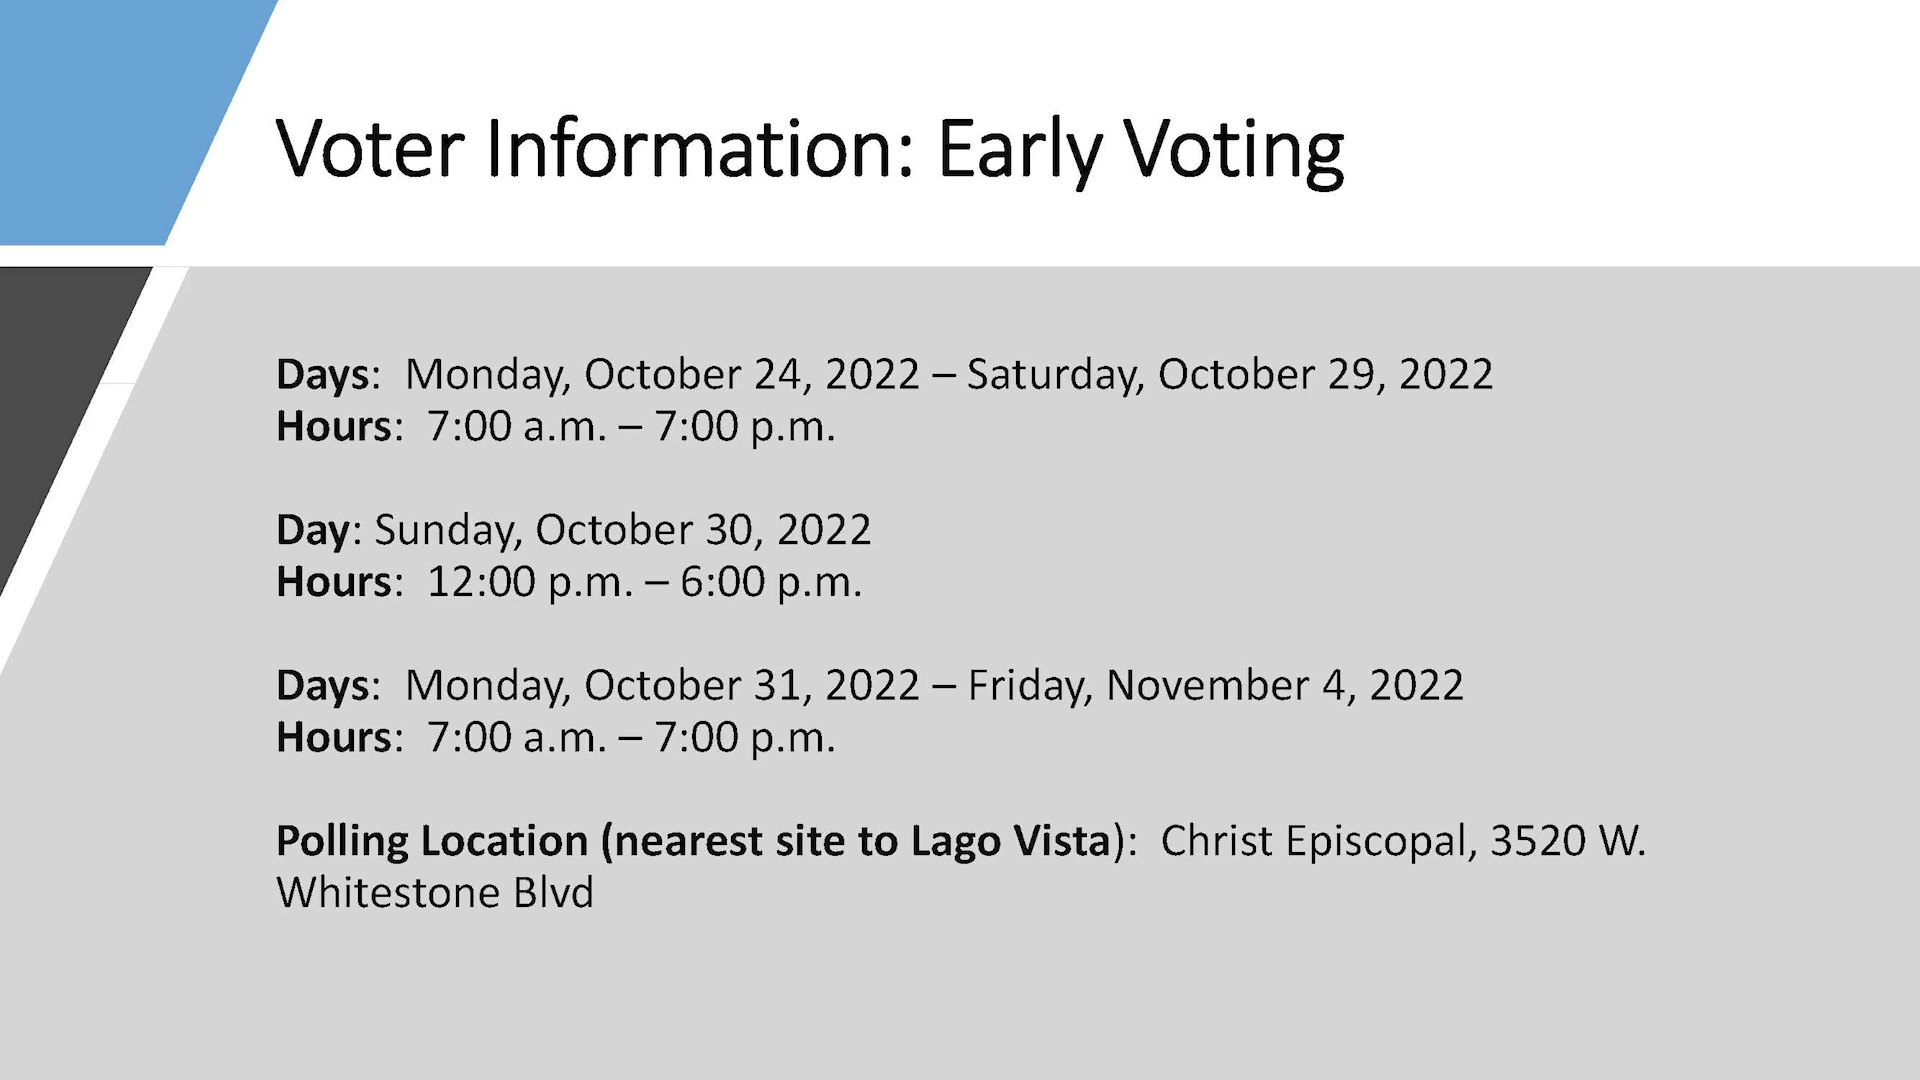 Voter Information: Early Voting
Days:  Monday, October 24, 2022 – Saturday, October 29, 2022
Hours:  7:00 a.m. – 7:00 p.m.
Day: Sunday, October 30, 2022
Hours:  12:00 p.m. – 6:00 p.m.
Days:  Monday, October 31, 2022 – Friday, November 4, 2022
Hours:  7:00 a.m. – 7:00 p.m.
Polling Location (nearest site to Lago Vista):  Christ Episcopal, 3520 W.
Whitestone Blvd